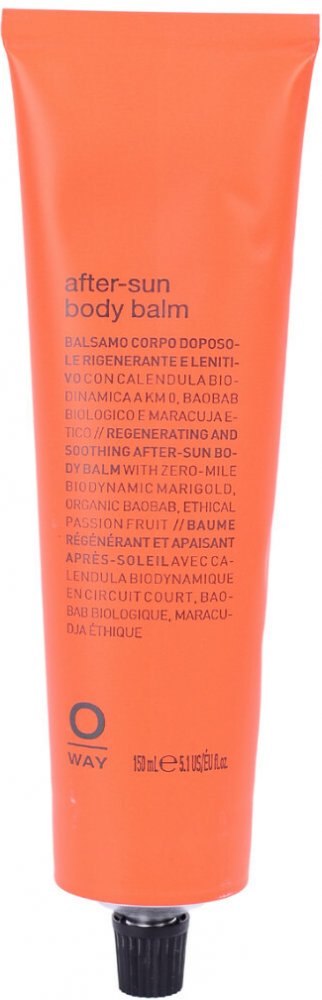 after-sun
body balm
BALSAMO CORPO DOPOSO-
LE RIGENERANTE E LENITI-
VO CON CALENDULA BIO-
DINAMICA A KM 0, BAOBAB
BIOLOGICO E MARACUJA E-
TICO // REGENERATING AND
SOOTHING AFTER-SUN BO-
DY BALM WITH ZERO-MILE
BIODYNAMIC MARIGOLD,
ORGANIC BAOBAB, ETHICAL
PASSION FRUIT // BAUME
RÉGÉNÉRANT ET APAISANT
APRÈS-SOLEIL AVEC CA-
LENDULA BIODYNAMIQUE
EN CIRCUIT COURT, BAO-
BAB BIOLOGIQUE, MARACU-
DJA ÉTHIQUE
O
WAY
150 mL e 5.1 US/ÉU fl.oz.